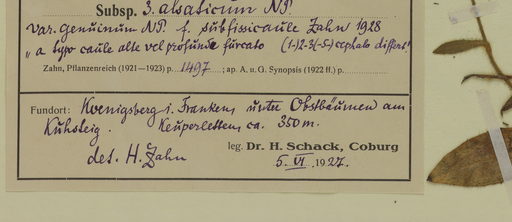 Subsp. 3. alsaticum NP.
var. genuinum NP. f. subfissicaule Zahn 1928
„a typo caule alte vel profunde furcato (1-)2-3(-5) cephalo differt“
Zahn, Pflanzenreich (1921—1923) p. 1497 ; ap. A. u. G. Synopsis (1922 ff.) p.
Fundort: Koenigsberg i. Franken, unter Obstbäumen am
Kuhsteig. Keuperletten, ca. 350 m.
det. H. Zahn
leg. Dr. H. Schack, Coburg
5. VI. 1927.